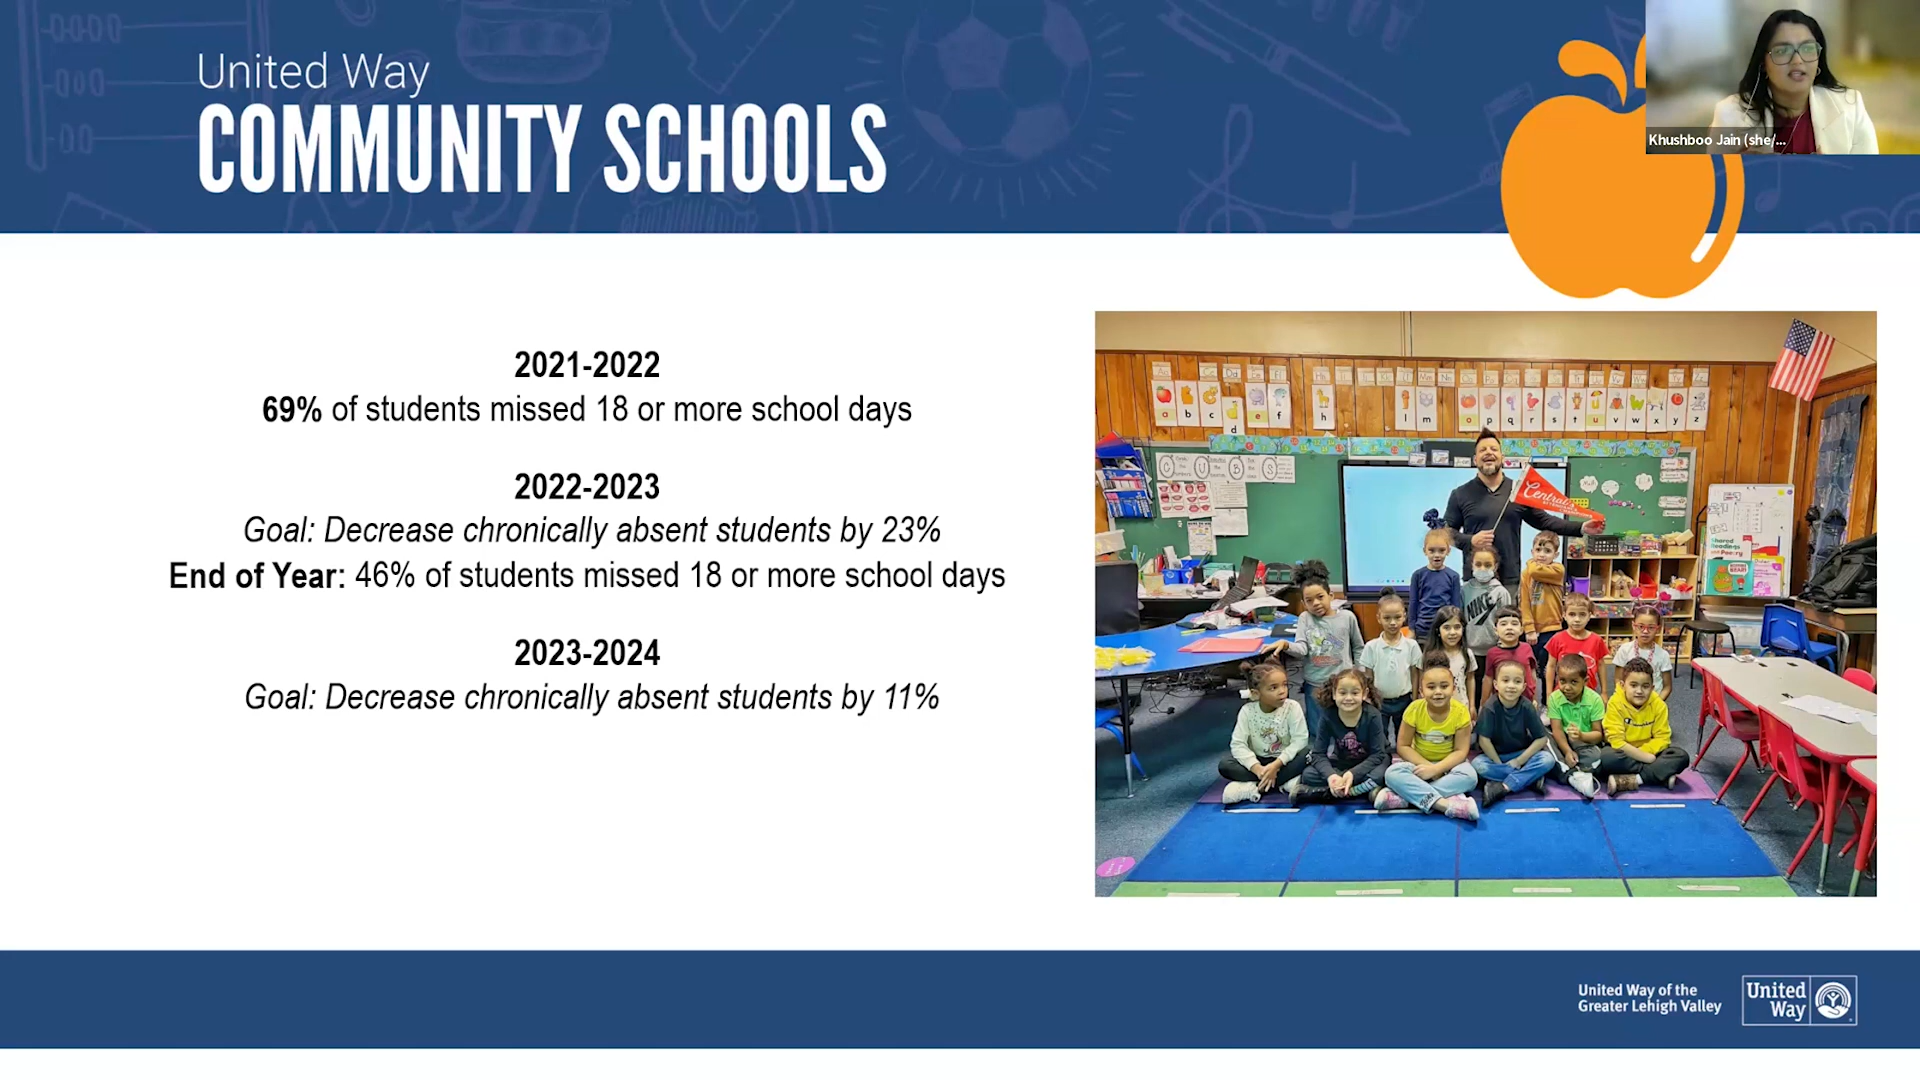 United Way
COMMUNITY SCHOOLS
Khushboo Jain (she/...
2021-2022
69% of students missed 18 or more school days
2022-2023
Goal: Decrease chronically absent students by 23%
End of Year: 46% of students missed 18 or more school days
2023-2024
Goal: Decrease chronically absent students by 11%
Central
C U B S
NIKE
United Way of the
Greater Lehigh Valley
United
Way